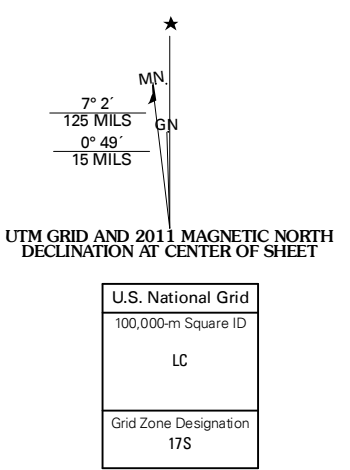 ★
MN.
7° 2´
125 MILS
GN
0° 49´
15 MILS
UTM GRID AND 2011 MAGNETIC NORTH
DECLINATION AT CENTER OF SHEET
U.S. National Grid
100,000-m Square ID
LC
Grid Zone Designation
17S